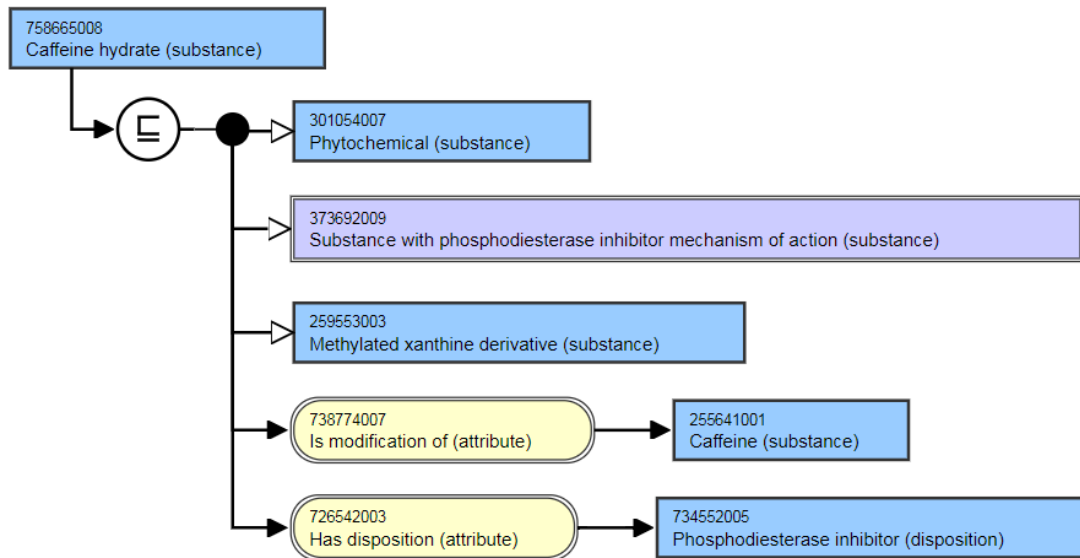 758665008
Caffeine hydrate (substance)
⊑
301054007
Phytochemical (substance)
373692009
Substance with phosphodiesterase inhibitor mechanism of action (substance)
259553003
Methylated xanthine derivative (substance)
738774007
Is modification of (attribute)
255641001
Caffeine (substance)
726542003
Has disposition (attribute)
734552005
Phosphodiesterase inhibitor (disposition)